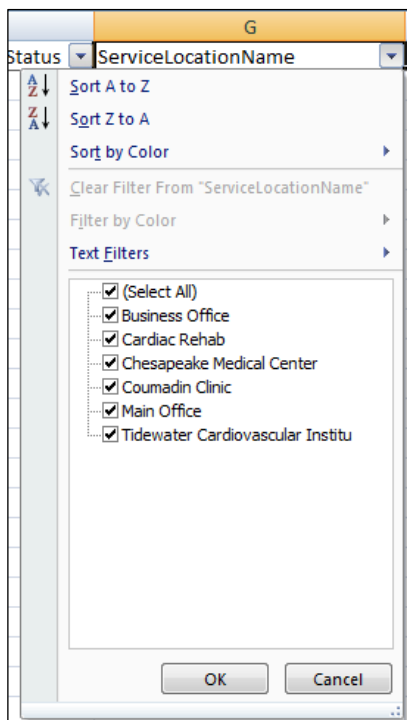 G
Status ServiceLocationName
Sort A to Z
Sort Z to A
Sort by Color
Clear Filter From "ServiceLocationName"
Filter by Color
Text Filters
(Select All)
Business Office
Cardiac Rehab
Chesapeake Medical Center
Coumadin Clinic
Main Office
Tidewater Cardiovascular Institu
OK Cancel